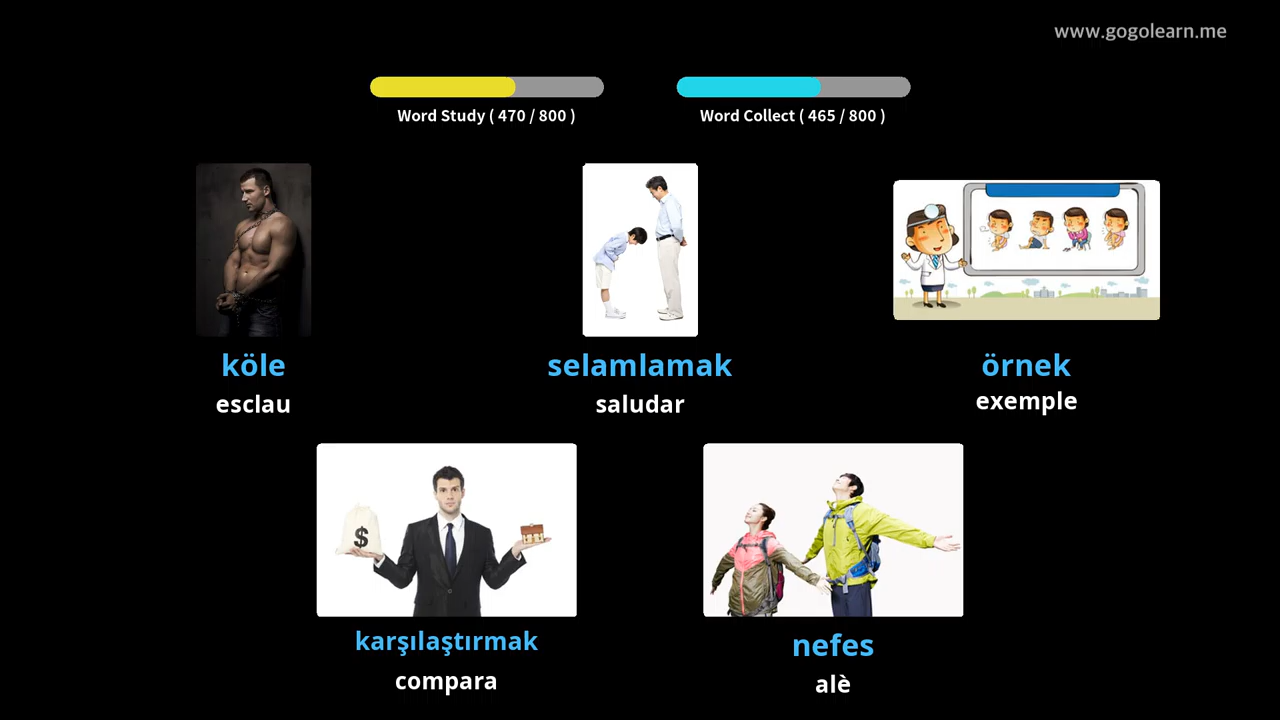 www.gogolearn.me
Word Study ( 470 / 800 )
Word Collect ( 465 / 800 )
köle
esclau
selamlamak
saludar
örnek
exemple
$
karşılaştırmak
compara
nefes
alè